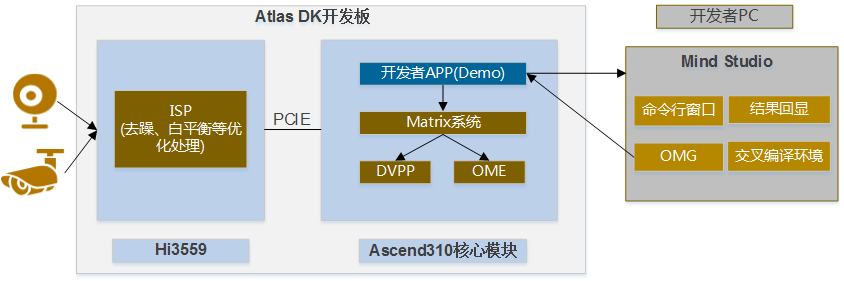 Atlas DK开发板
开发者PC
ISP
(去躁、白平衡等优
化处理)
PCIE
开发者APP(Demo)
Matrix系统
DVPP
OME
Mind Studio
命令行窗口
结果回显
OMG
交叉编译环境
Hi3559
Ascend310核心模块